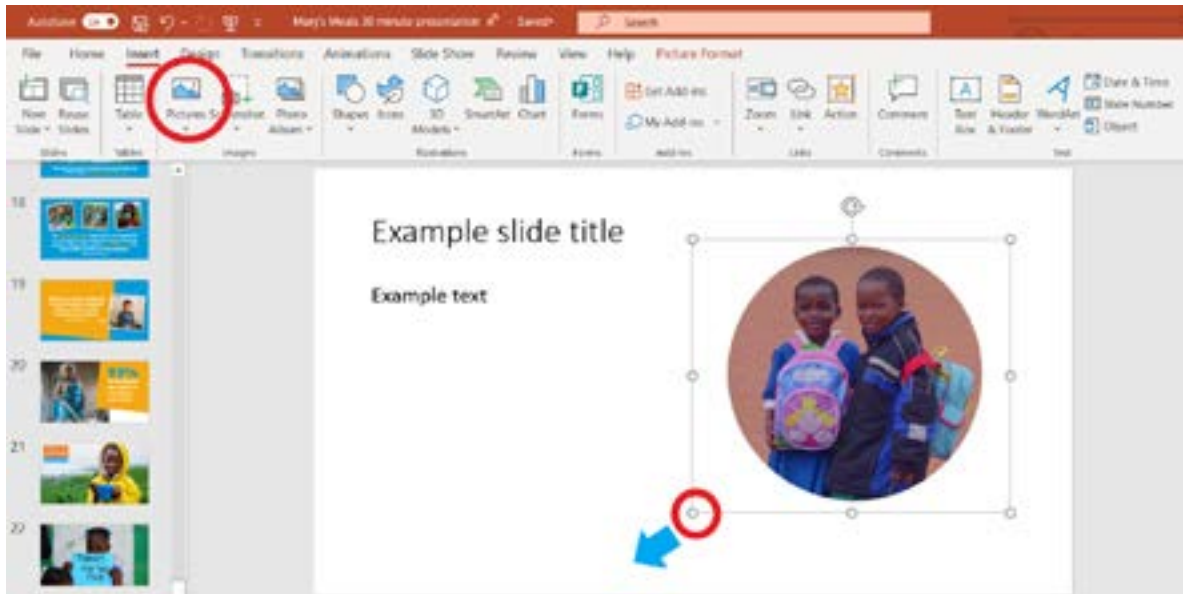 AutoSave On Mary's Meals 30 minute presentation - Saved Search
File Home Insert Design Transitions Animations Slide Show Review View Help Picture Format
New Slide Reuse Slides Table Pictures Screenshot Photo Album Shapes Icons 3D Models SmartArt Chart Forms Get Add-ins My Add-ins Zoom Link Action Comment Text Box Header & Footer WordArt Date & Time Slide Number Object
Slides Tables Images Illustrations Forms Add-ins Links Comments Text
18
Example slide title
19
Example text
20
21
22